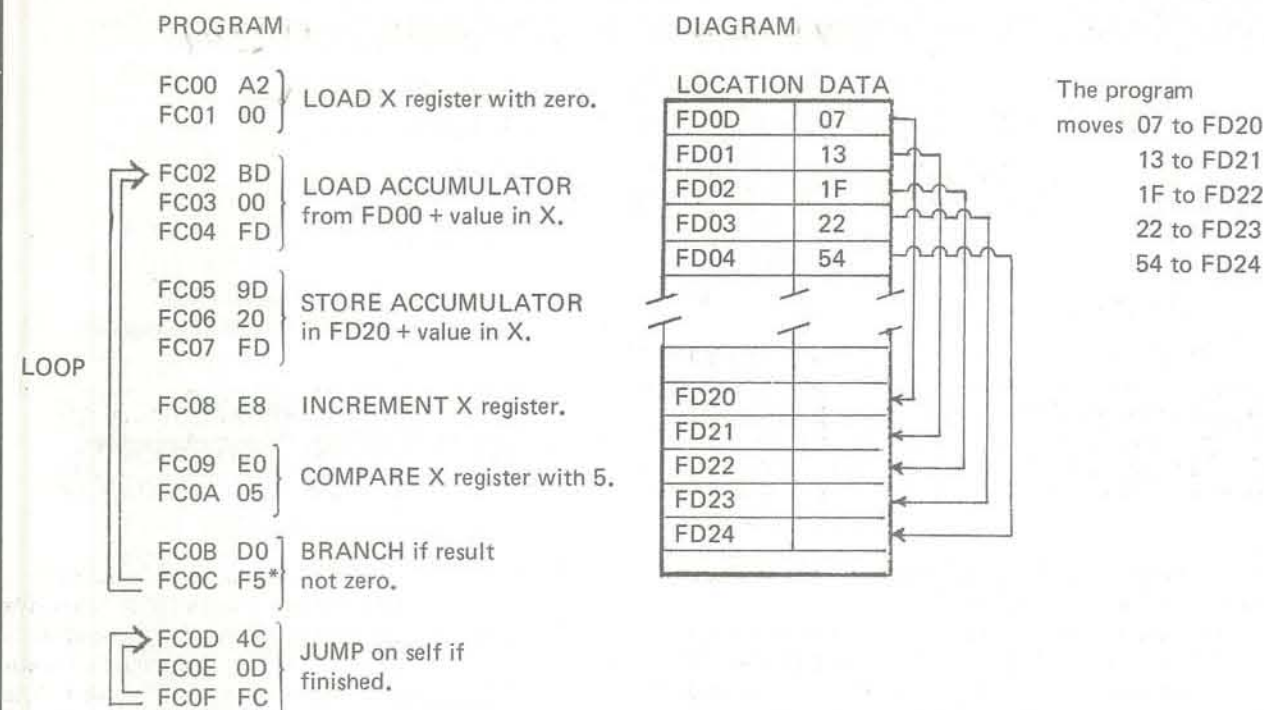 PROGRAM
FC00 A2
FC01 00
LOAD X register with zero.
FC02 BD
FC03 00
FC04 FD
LOAD ACCUMULATOR
from FD00 + value in X.
FC05 9D
FC06 20
FC07 FD
STORE ACCUMULATOR
in FD20 + value in X.
LOOP
FC08 E8 INCREMENT X register.
FC09 E0
FC0A 05
COMPARE X register with 5.
FC0B D0
FC0C F5*
BRANCH if result
not zero.
FC0D 4C
FC0E 0D
FC0F FC
JUMP on self if
finished.
DIAGRAM
LOCATION DATA
FD0D 07
FD01 13
FD02 1F
FD03 22
FD04 54
FD20
FD21
FD22
FD23
FD24
The program
moves 07 to FD20
13 to FD21
1F to FD22
22 to FD23
54 to FD24